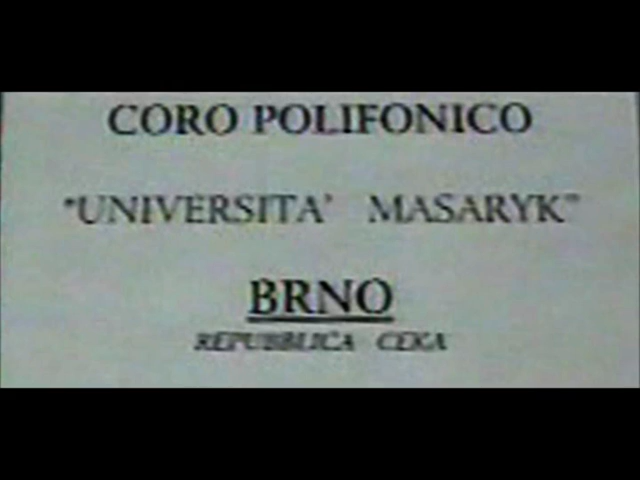 CORO POLIFONICO
"UNIVERSITA' MASARYK"
BRNO
REPUBBLICA CEKA